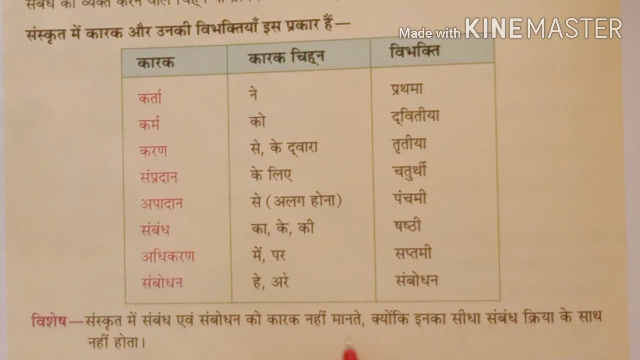 Made with KINEMASTER
संस्कृत में कारक और उनकी विभक्तियाँ इस प्रकार हैं—
कारक कारक चिह्न विभक्ति
कर्ता ने प्रथमा
कर्म को द्वितीया
करण से, के द्वारा तृतीया
संप्रदान के लिए चतुर्थी
अपादान से (अलग होना) पंचमी
संबंध का, के, की षष्ठी
अधिकरण में, पर सप्तमी
संबोधन हे, अरे संबोधन
विशेष—संस्कृत में संबंध एवं संबोधन को कारक नहीं मानते, क्योंकि इनका सीधा संबंध क्रिया के साथ
नहीं होता।